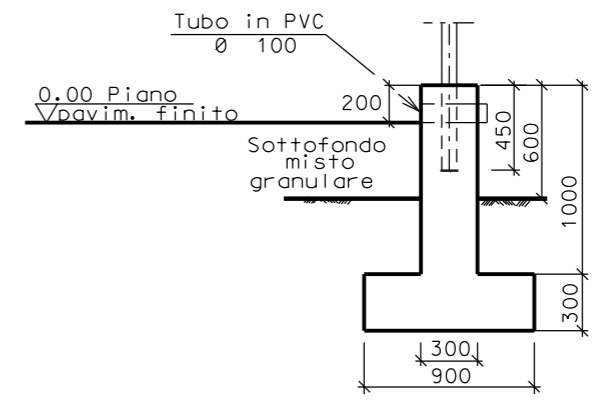 Tubo in PVC
Ø 100
0.00 Piano
pavim. finito
200
Sottofondo
misto
granulare
450
600
1000
300
300
900